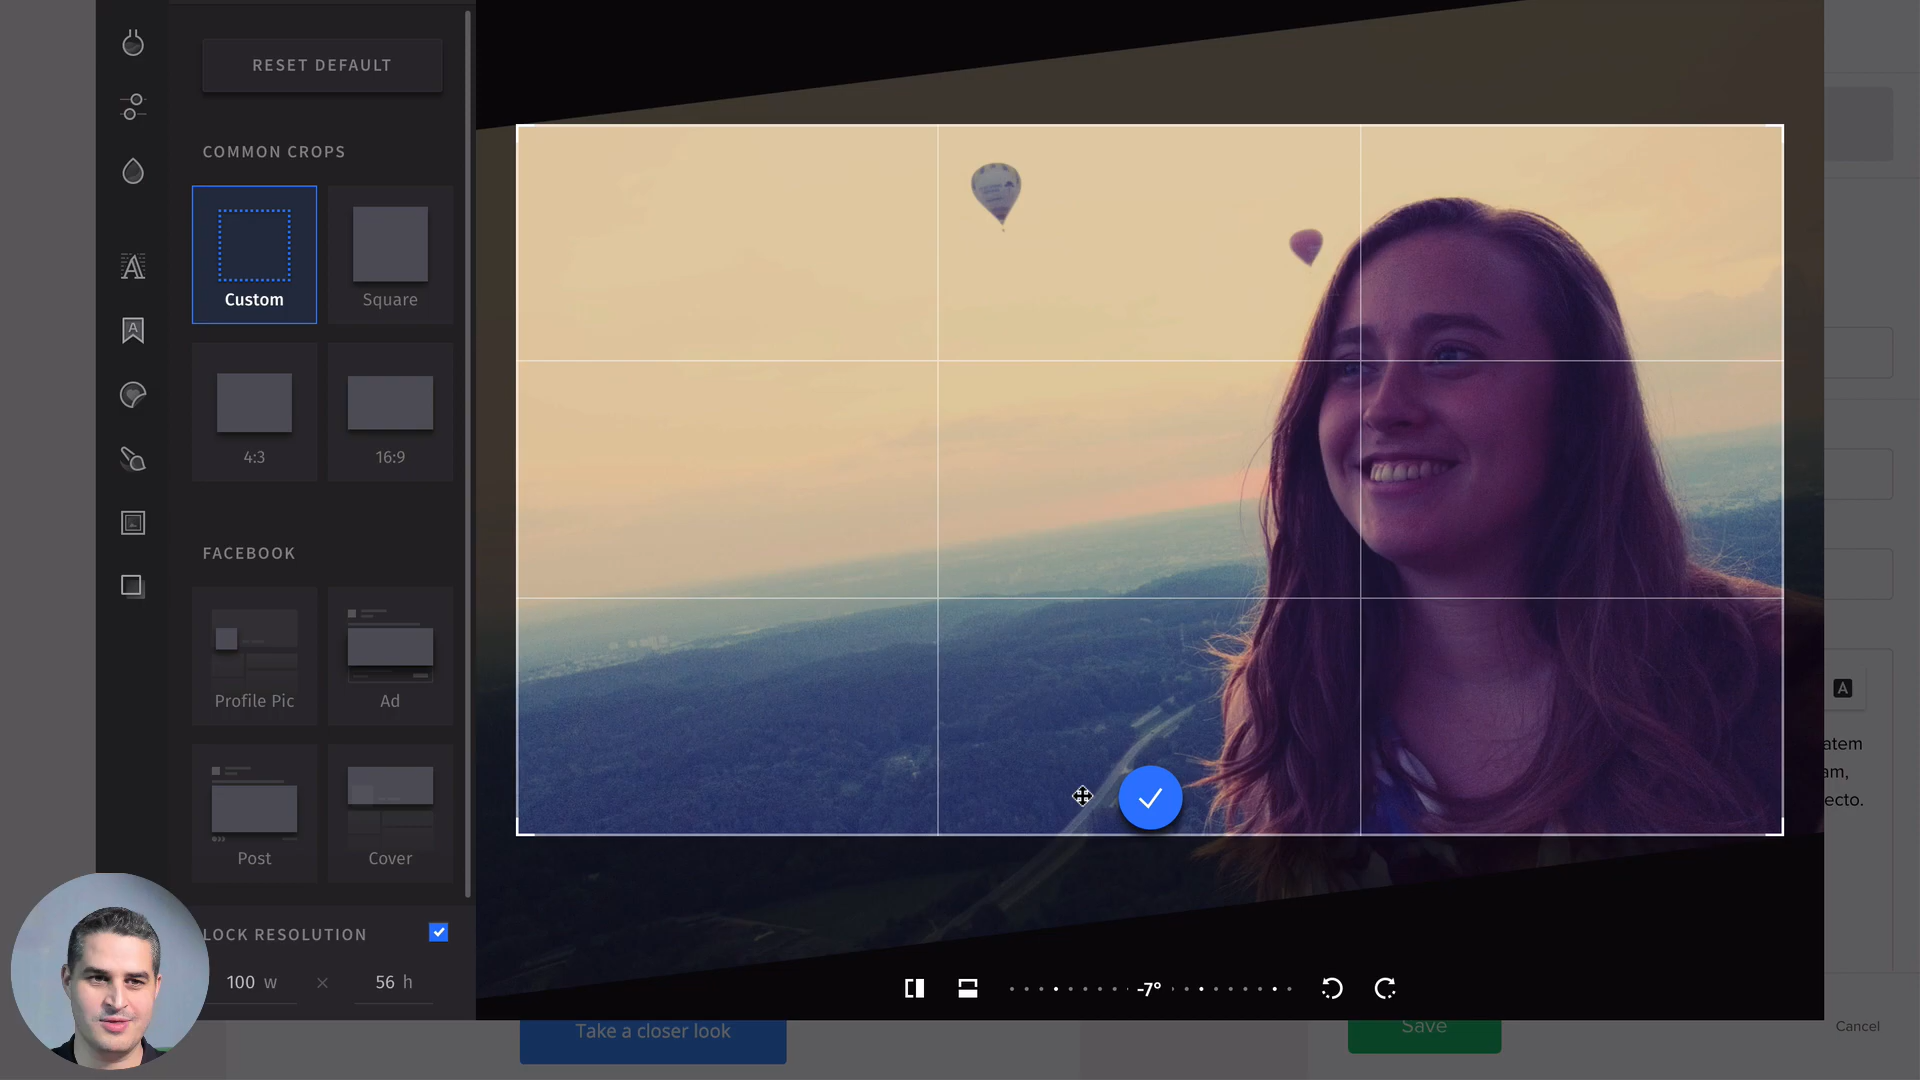 RESET DEFAULT
COMMON CROPS
Custom
Square
4:3
16:9
FACEBOOK
Profile Pic
Ad
Post
Cover
LOCK RESOLUTION
100 w × 56 h
-7°
A
atem
am,
ecto.
Take a closer look
Save
Cancel